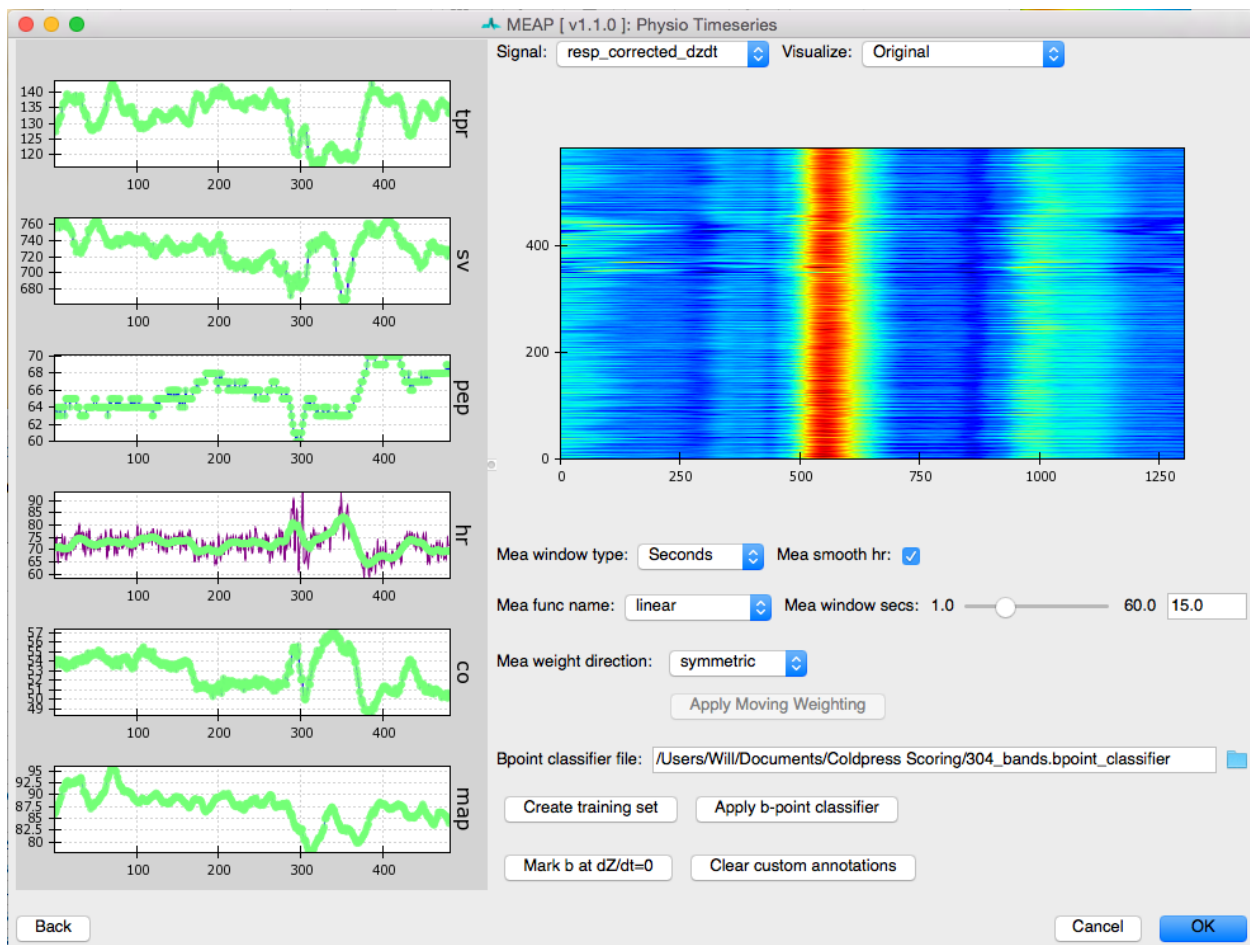 MEAP [ v1.1.0 ]: Physio Timeseries
Signal: resp_corrected_dzdt Visualize: Original
140
135
130
125
120
tpr
100 200 300 400
760
740
720
700
680
sv
100 200 300 400
70
68
66
64
62
60
pep
100 200 300 400
90
85
80
75
70
65
60
hr
100 200 300 400
57
56
55
54
53
52
51
50
49
co
100 200 300 400
95
92.5
90
87.5
85
82.5
80
map
100 200 300 400
400
200
0
0 250 500 750 1000 1250
Mea window type: Seconds Mea smooth hr:
Mea func name: linear Mea window secs: 1.0 60.0 15.0
Mea weight direction: symmetric
Apply Moving Weighting
Bpoint classifier file: /Users/Will/Documents/Coldpress Scoring/304_bands.bpoint_classifier
Create training set Apply b-point classifier
Mark b at dZ/dt=0 Clear custom annotations
Back Cancel OK